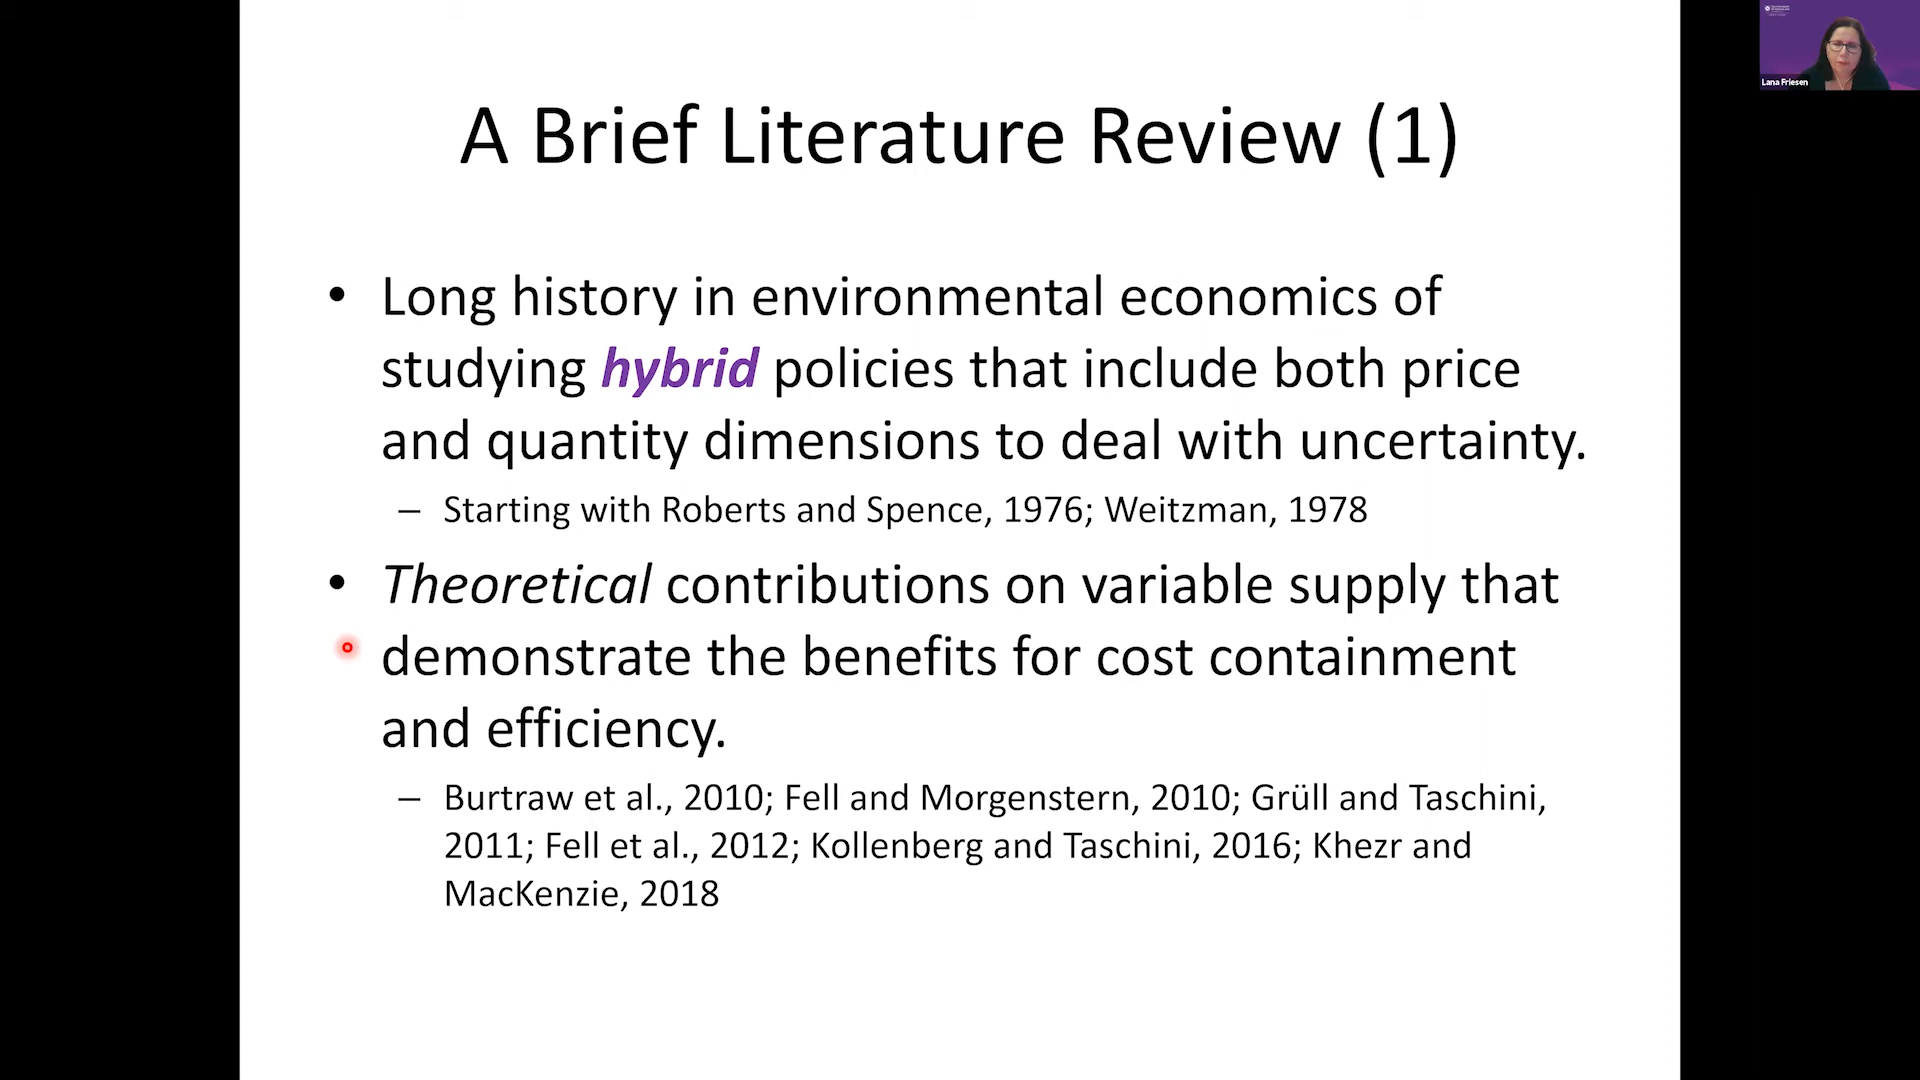 A Brief Literature Review (1)
• Long history in environmental economics of
studying hybrid policies that include both price
and quantity dimensions to deal with uncertainty.
– Starting with Roberts and Spence, 1976; Weitzman, 1978
• Theoretical contributions on variable supply that
demonstrate the benefits for cost containment
and efficiency.
– Burtraw et al., 2010; Fell and Morgenstern, 2010; Grüll and Taschini,
2011; Fell et al., 2012; Kollenberg and Taschini, 2016; Khezr and
MacKenzie, 2018
Lana Friesen